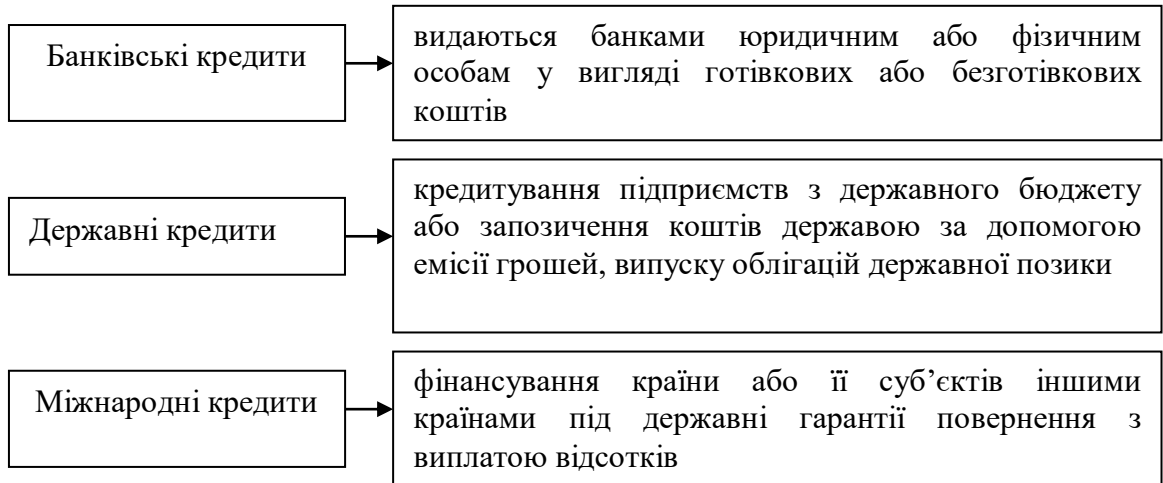 Банківські кредити
видаються банками юридичним або фізичним
особам у вигляді готівкових або безготівкових
коштів
Державні кредити
кредитування підприємств з державного бюджету
або запозичення коштів державою за допомогою
емісії грошей, випуску облігацій державної позики
Міжнародні кредити
фінансування країни або її суб’єктів іншими
країнами під державні гарантії повернення з
виплатою відсотків